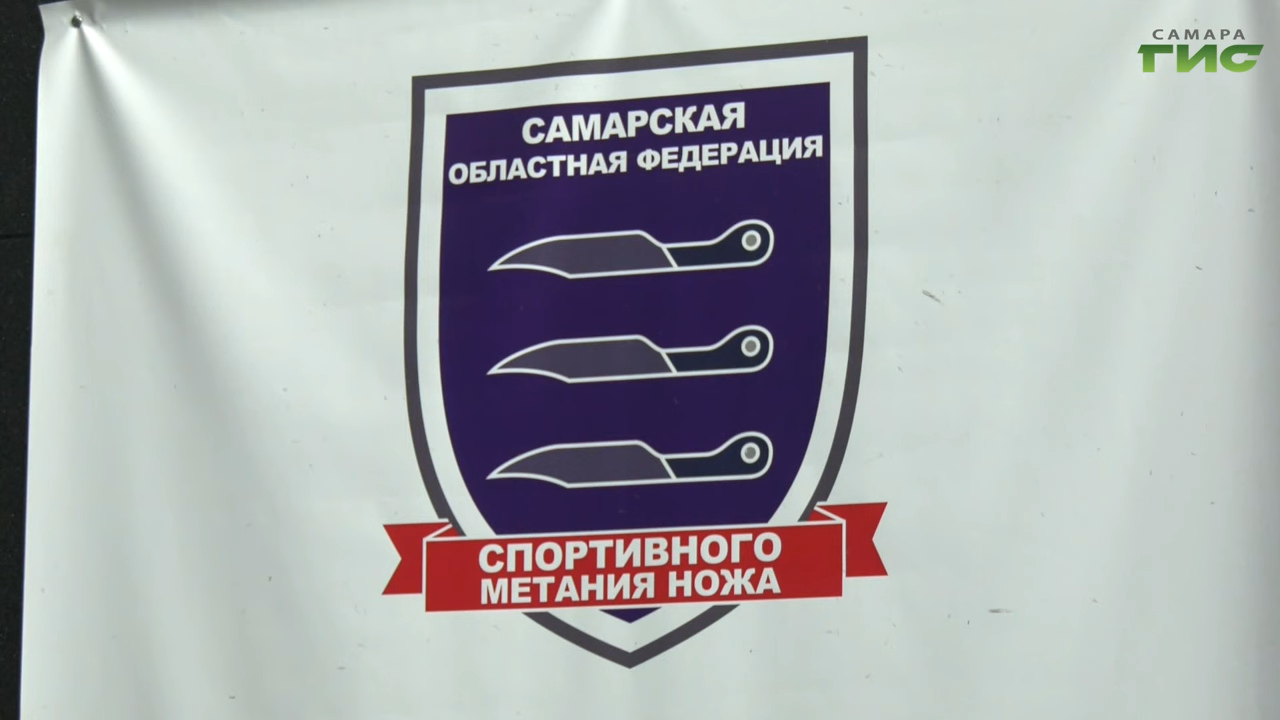 САМАРА
ГИС
САМАРСКАЯ
ОБЛАСТНАЯ ФЕДЕРАЦИЯ
СПОРТИВНОГО
МЕТАНИЯ НОЖА